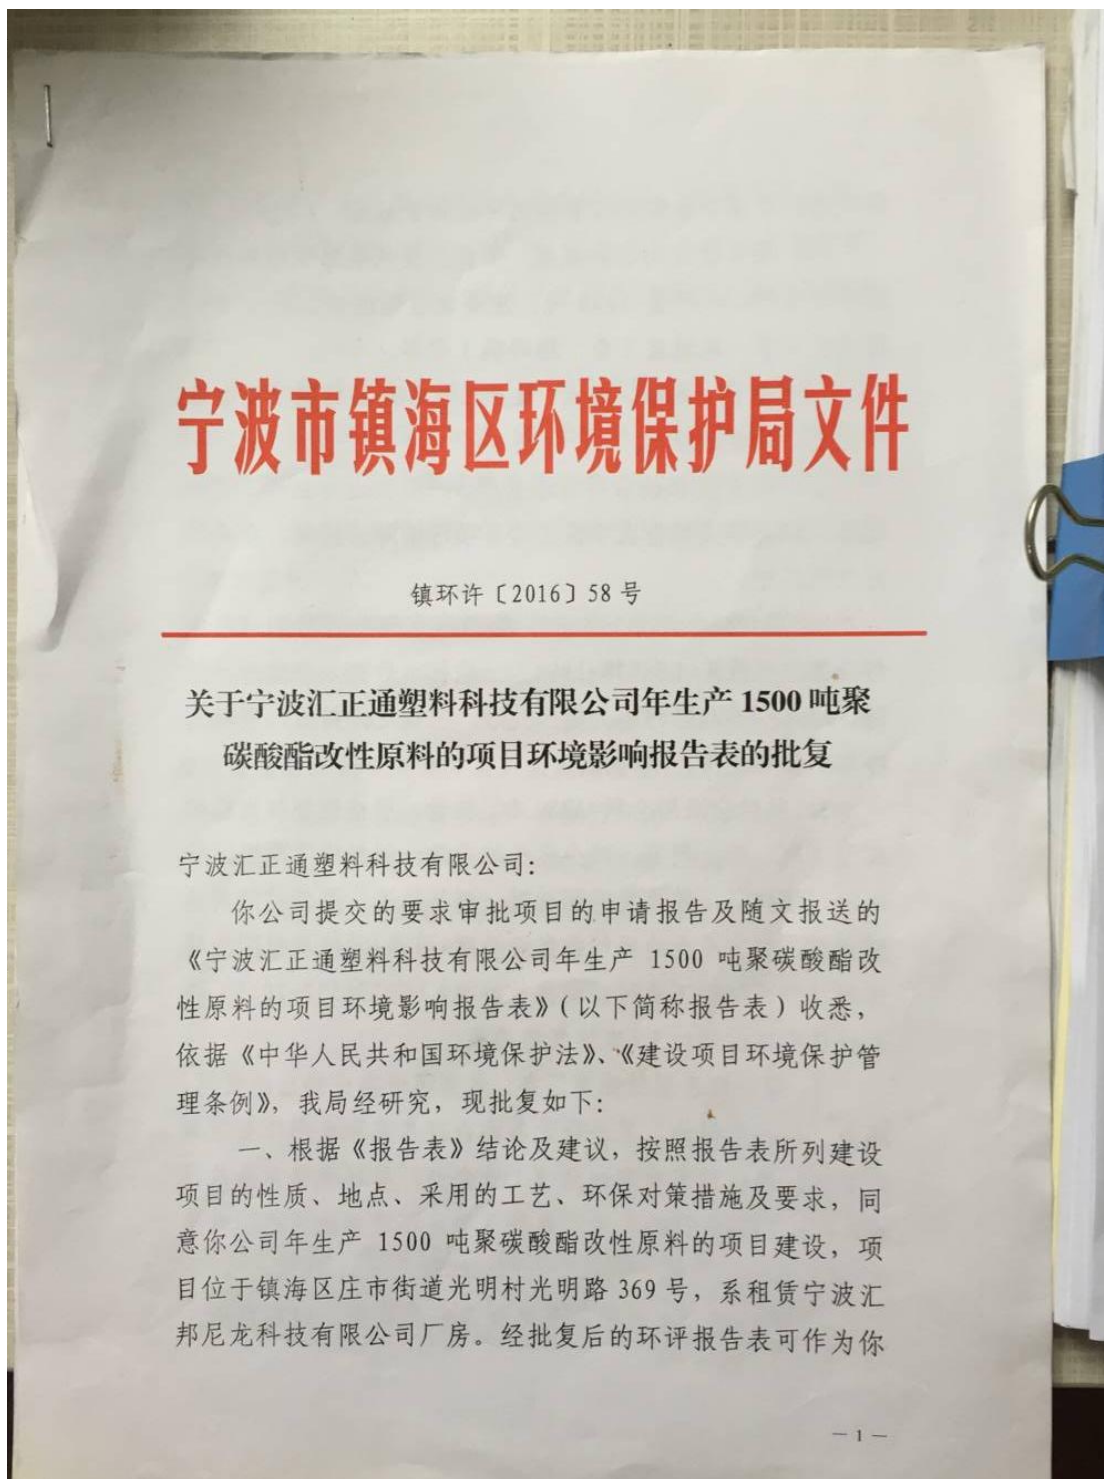 宁波市镇海区环境保护局文件
镇环许〔2016〕58号
关于宁波汇正通塑料科技有限公司年生产1500吨聚
碳酸酯改性原料的项目环境影响报告表的批复
宁波汇正通塑料科技有限公司：
你公司提交的要求审批项目的申请报告及随文报送的
《宁波汇正通塑料科技有限公司年生产 1500 吨聚碳酸酯改
性原料的项目环境影响报告表》（以下简称报告表）收悉，
依据《中华人民共和国环境保护法》、《建设项目环境保护管
理条例》，我局经研究，现批复如下：
一、根据《报告表》结论及建议，按照报告表所列建设
项目的性质、地点、采用的工艺、环保对策措施及要求，同
意你公司年生产 1500 吨聚碳酸酯改性原料的项目建设，项
目位于镇海区庄市街道光明村光明路369号，系租赁宁波汇
邦尼龙科技有限公司厂房。经批复后的环评报告表可作为你
— 1 —